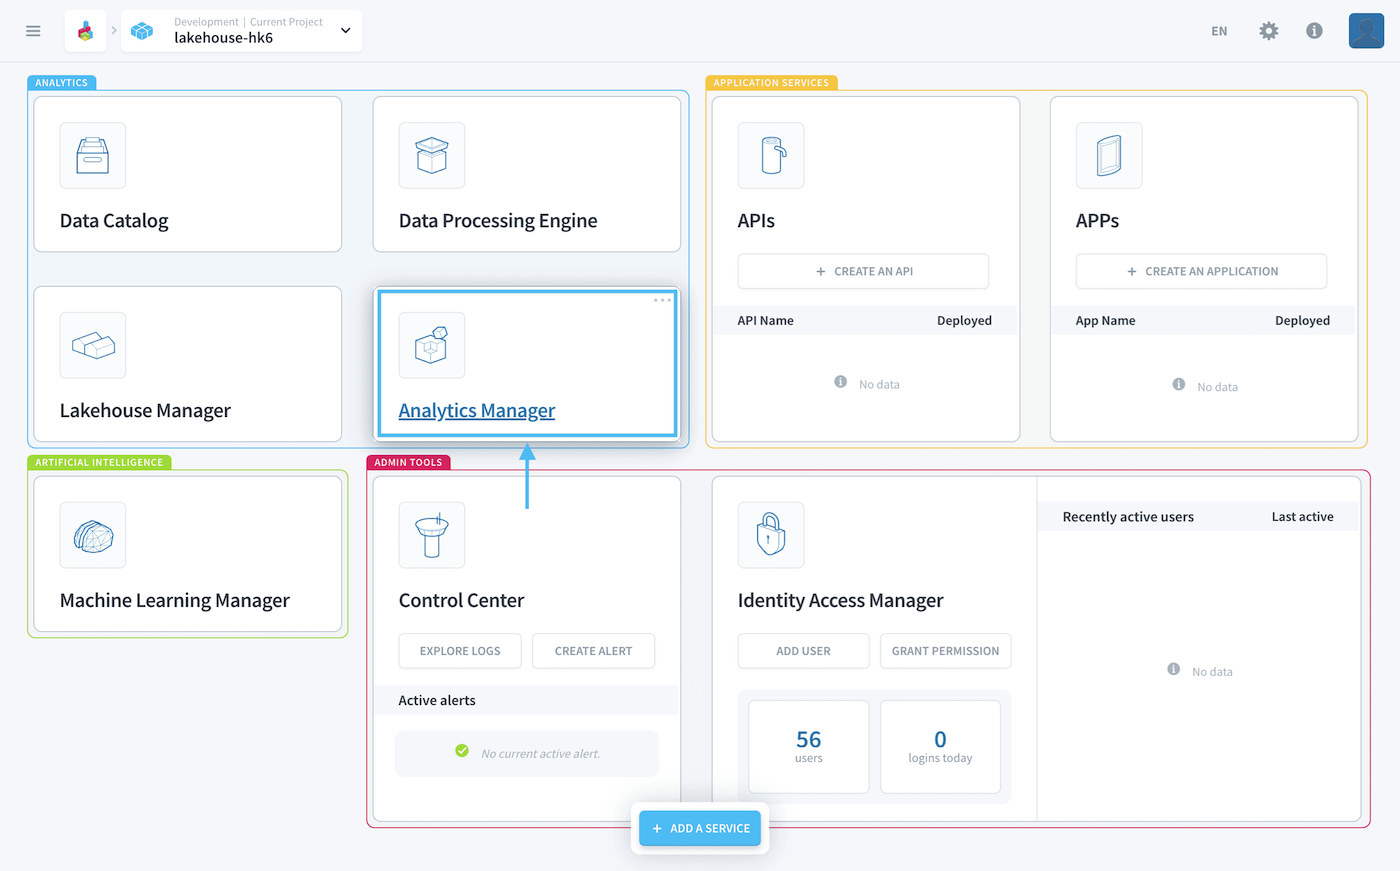 Development | Current Project
lakehouse-hk6
EN
ANALYTICS
Data Catalog
Data Processing Engine
Lakehouse Manager
Analytics Manager
APPLICATION SERVICES
APIs
+ CREATE AN API
API Name Deployed
No data
APPs
+ CREATE AN APPLICATION
App Name Deployed
No data
ARTIFICIAL INTELLIGENCE
Machine Learning Manager
ADMIN TOOLS
Control Center
EXPLORE LOGS
CREATE ALERT
Active alerts
No current active alert.
Identity Access Manager
ADD USER
GRANT PERMISSION
56
users
0
logins today
Recently active users Last active
No data
+ ADD A SERVICE